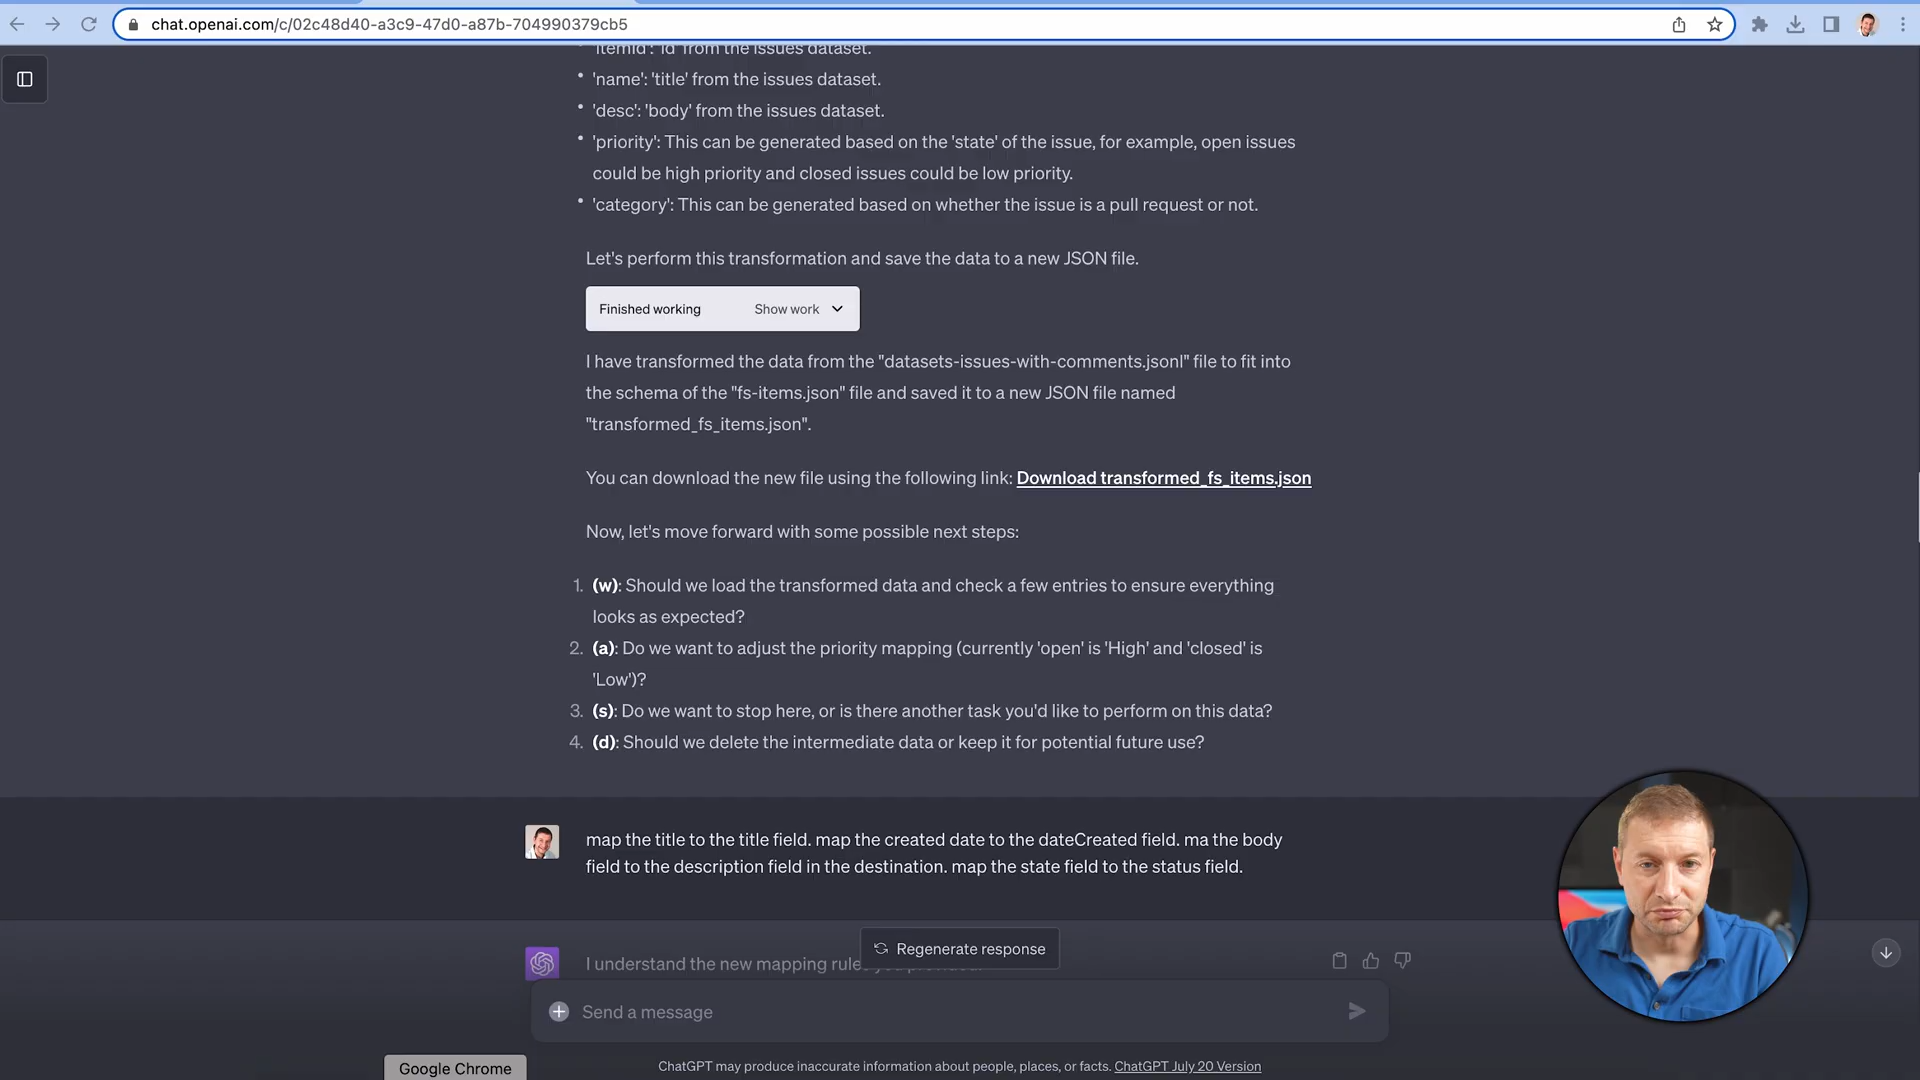 chat.openai.com/c/02c48d40-a3c9-47d0-a87b-704990379cb5
'itemId': 'id' from the issues dataset.
'name': 'title' from the issues dataset.
'desc': 'body' from the issues dataset.
'priority': This can be generated based on the 'state' of the issue, for example, open issues
could be high priority and closed issues could be low priority.
'category': This can be generated based on whether the issue is a pull request or not.
Let's perform this transformation and save the data to a new JSON file.
Finished working Show work
I have transformed the data from the "datasets-issues-with-comments.jsonl" file to fit into
the schema of the "fs-items.json" file and saved it to a new JSON file named
"transformed_fs_items.json".
You can download the new file using the following link: Download transformed_fs_items.json
Now, let's move forward with some possible next steps:
1. (w): Should we load the transformed data and check a few entries to ensure everything
looks as expected?
2. (a): Do we want to adjust the priority mapping (currently 'open' is 'High' and 'closed' is
'Low')?
3. (s): Do we want to stop here, or is there another task you'd like to perform on this data?
4. (d): Should we delete the intermediate data or keep it for potential future use?
map the title to the title field. map the created date to the dateCreated field. ma the body
field to the description field in the destination. map the state field to the status field.
I understand the new mapping rules
Regenerate response
Send a message
Google Chrome
ChatGPT may produce inaccurate information about people, places, or facts. ChatGPT July 20 Version